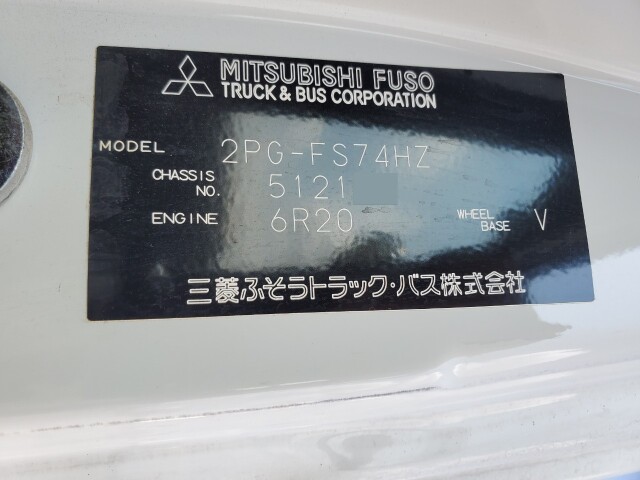 MITSUBISHI FUSO
TRUCK & BUS CORPORATION
MODEL 2PG-FS74HZ
CHASSIS NO. 5121
ENGINE 6R20 WHEEL BASE V
三菱ふそうトラック・バス株式会社